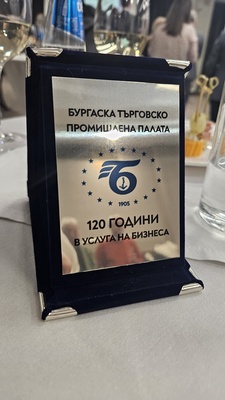 БУРГАСКА ТЪРГОВСКО
ПРОМИШЛЕНА ПАЛАТА
1905
120 ГОДИНИ
В УСЛУГА НА БИЗНЕСА